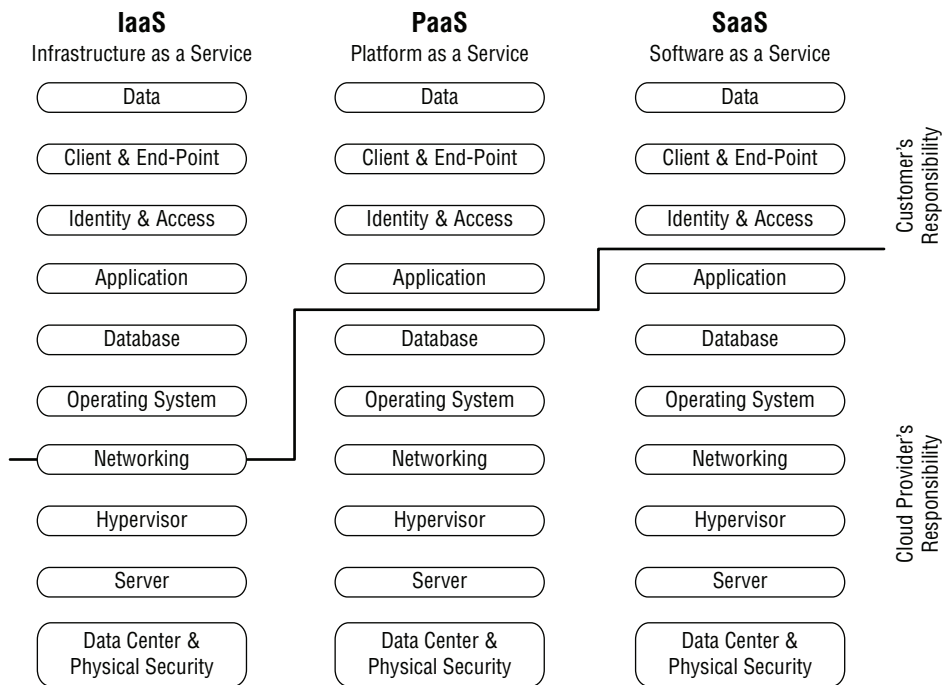 IaaS
Infrastructure as a Service
Data
Client & End-Point
Identity & Access
Application
Database
Operating System
Networking
Hypervisor
Server
Data Center &
Physical Security
PaaS
Platform as a Service
Data
Client & End-Point
Identity & Access
Application
Database
Operating System
Networking
Hypervisor
Server
Data Center &
Physical Security
SaaS
Software as a Service
Data
Client & End-Point
Identity & Access
Application
Database
Operating System
Networking
Hypervisor
Server
Data Center &
Physical Security
Customer's
Responsibility
Cloud Provider's
Responsibility